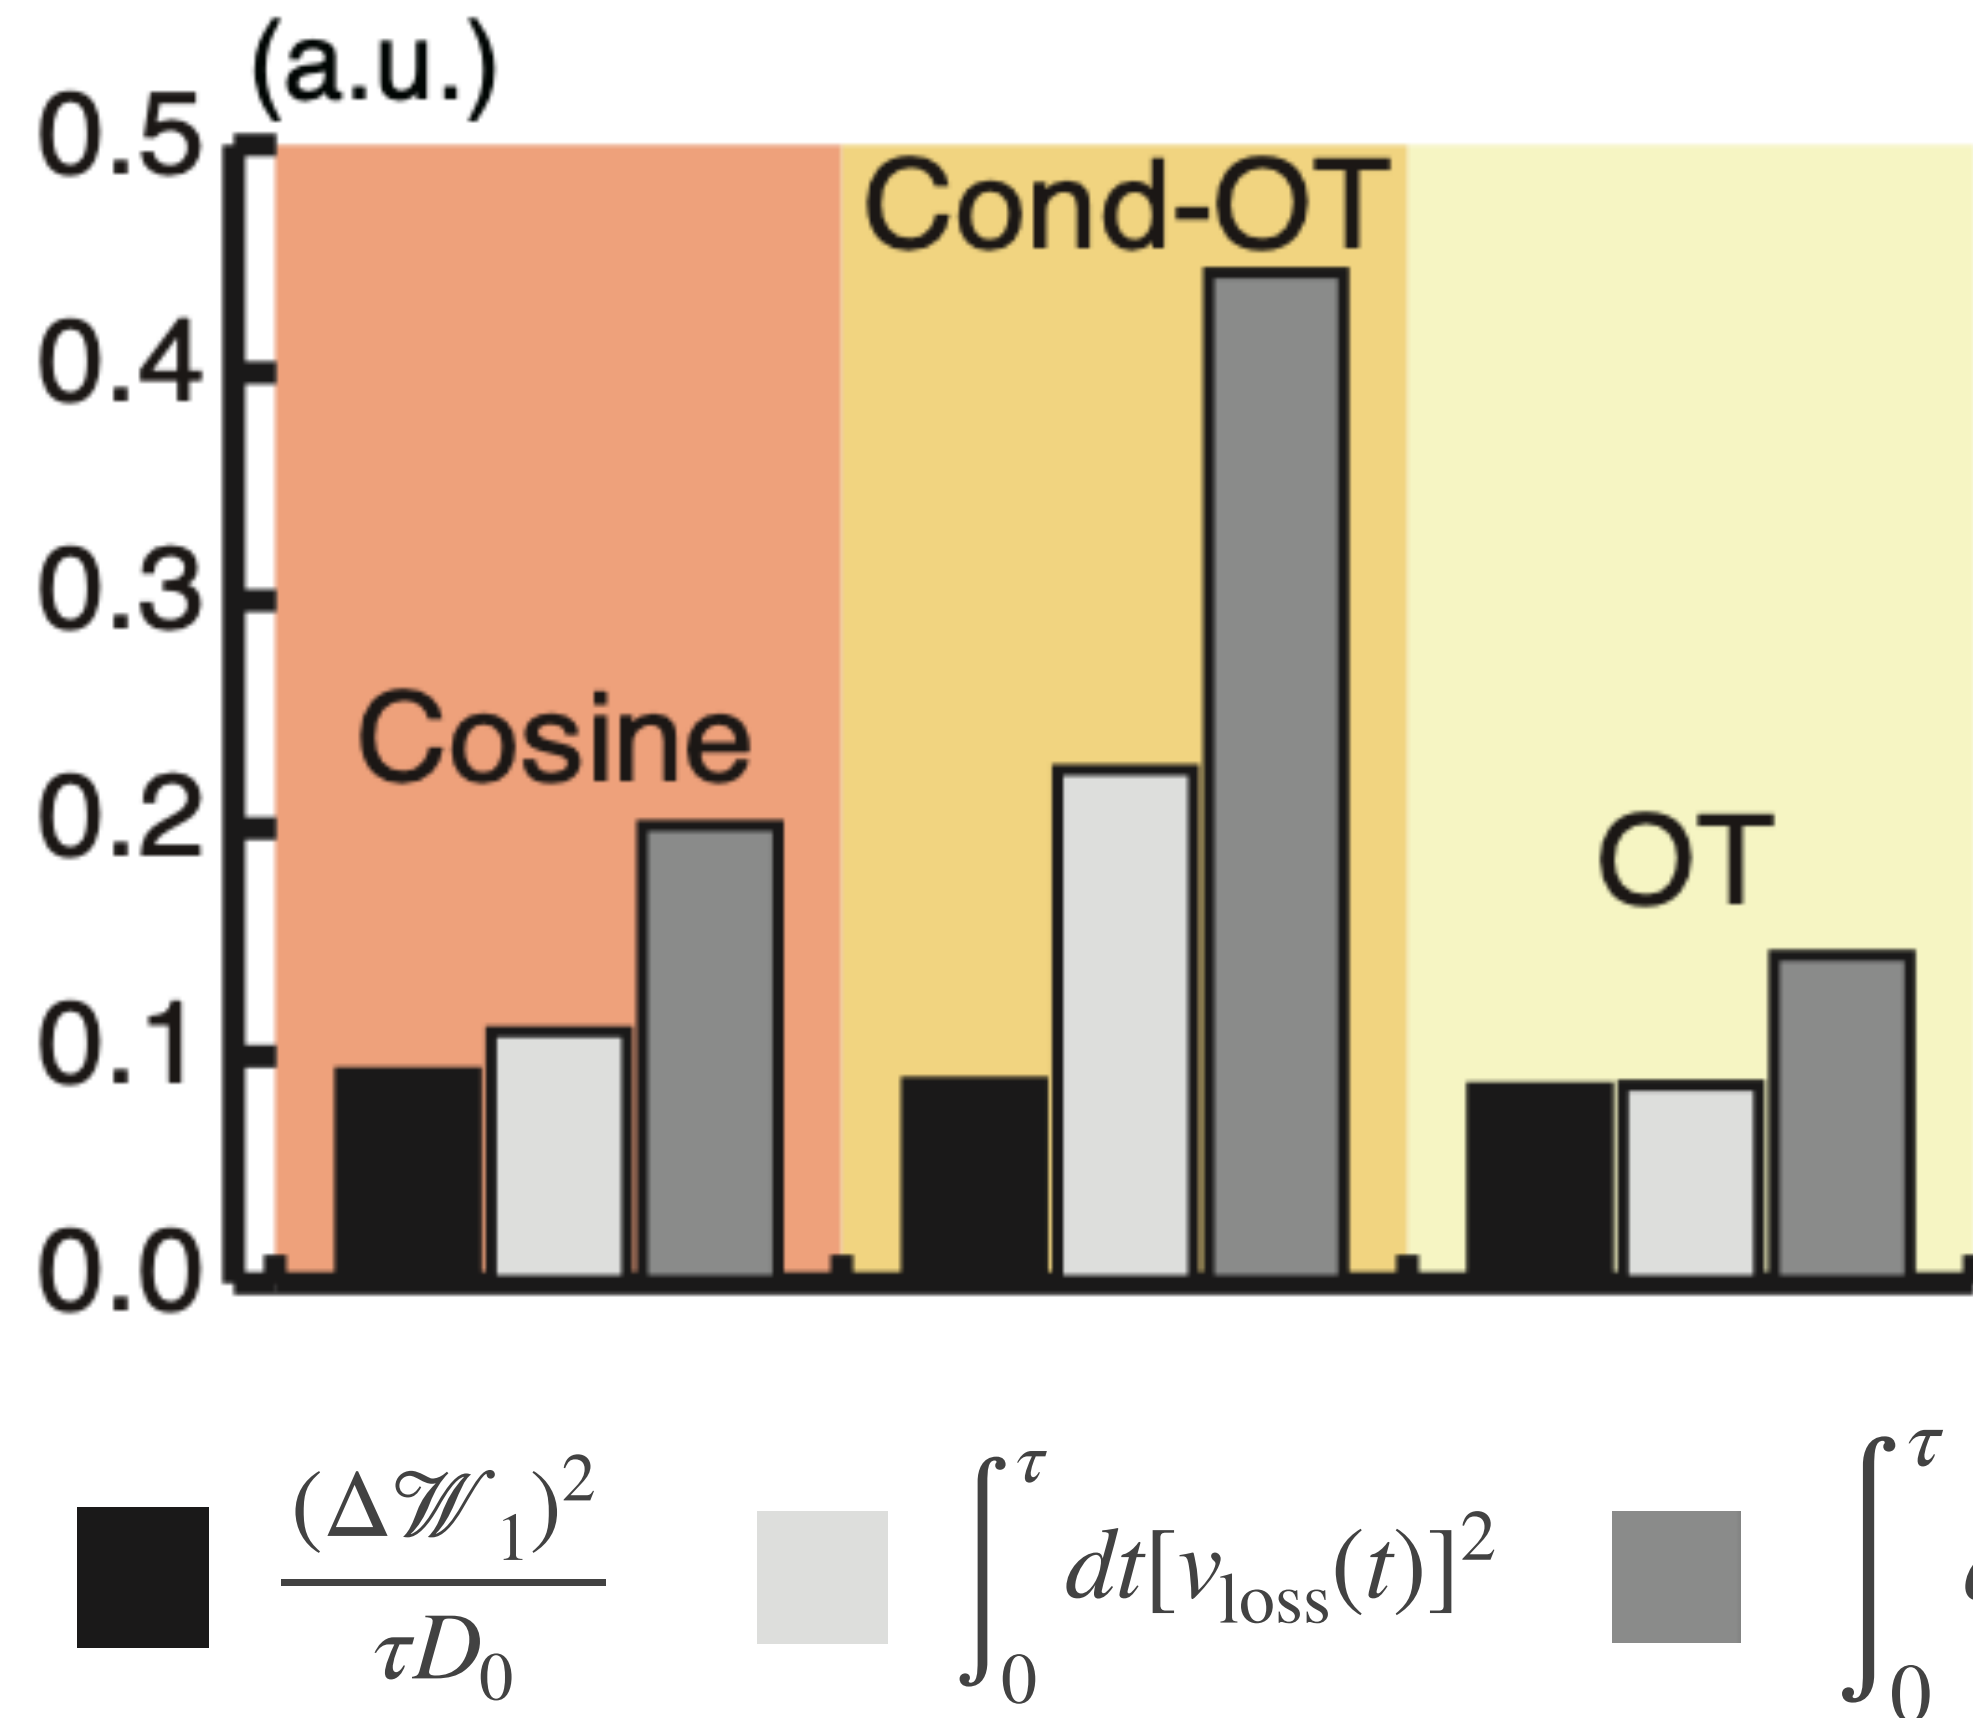 (a.u.)
0.5
0.4
0.3
0.2
0.1
0.0
Cosine
Cond-OT
OT
(Δ𝒲₁)²
τD₀
∫₀^τ dt[v_loss(t)]²
∫₀^τ